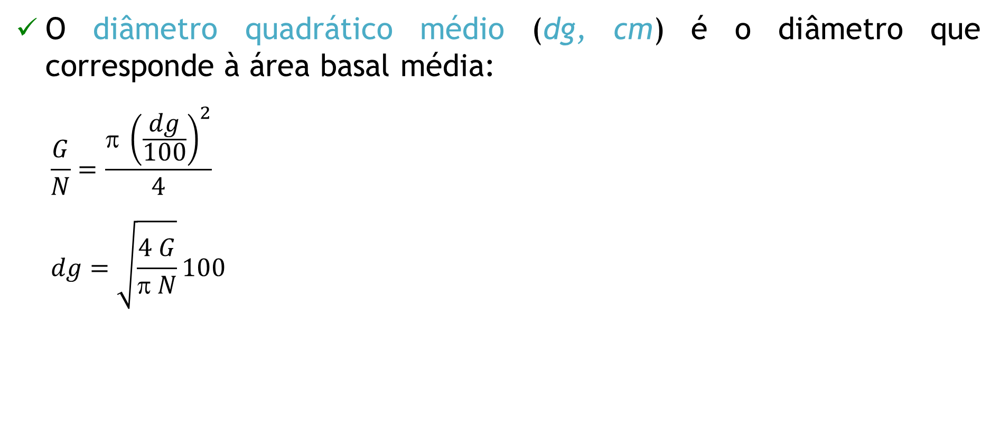 ✓ O diâmetro quadrático médio (dg, cm) é o diâmetro que
corresponde à área basal média:
G/N = π (dg/100)² / 4
dg = √(4 G / π N) 100